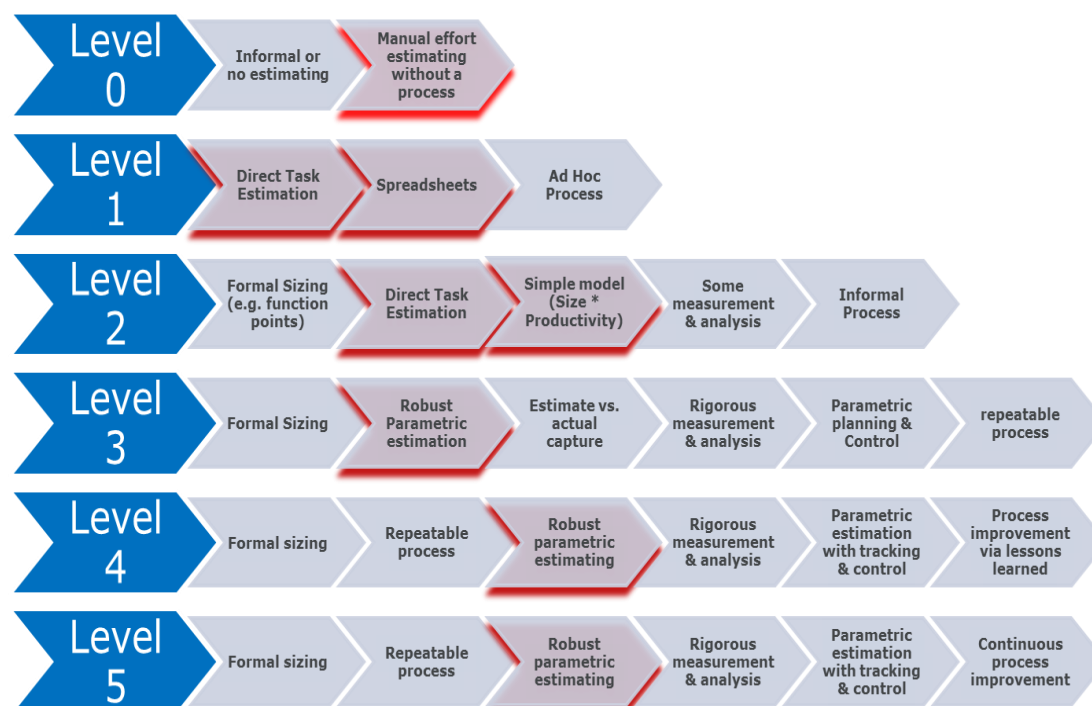 Level
0
Informal or
no estimating
Manual effort
estimating
without a
process
Level
1
Direct Task
Estimation
Spreadsheets
Ad Hoc
Process
Level
2
Formal Sizing
(e.g. function
points)
Direct Task
Estimation
Simple model
(Size *
Productivity)
Some
measurement
& analysis
Informal
Process
Level
3
Formal Sizing
Robust
Parametric
estimation
Estimate vs.
actual
capture
Rigorous
measurement
& analysis
Parametric
planning &
Control
repeatable
process
Level
4
Formal sizing
Repeatable
process
Robust
parametric
estimating
Rigorous
measurement
& analysis
Parametric
estimation
with tracking
& control
Process
improvement
via lessons
learned
Level
5
Formal sizing
Repeatable
process
Robust
parametric
estimating
Rigorous
measurement
& analysis
Parametric
estimation
with tracking
& control
Continuous
process
improvement